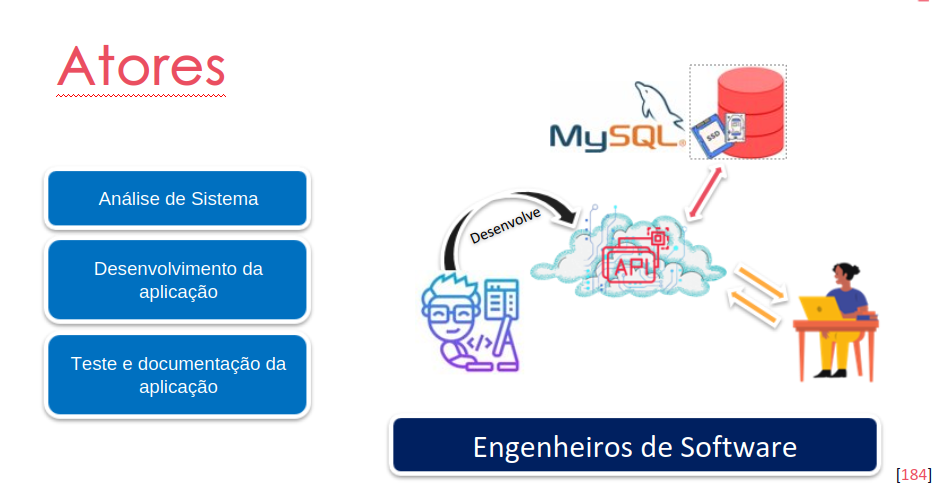 Atores
Análise de Sistema
Desenvolvimento da
aplicação
Teste e documentação da
aplicação
MySQL®
SSD
Desenvolve
API
</>
Engenheiros de Software
[184]